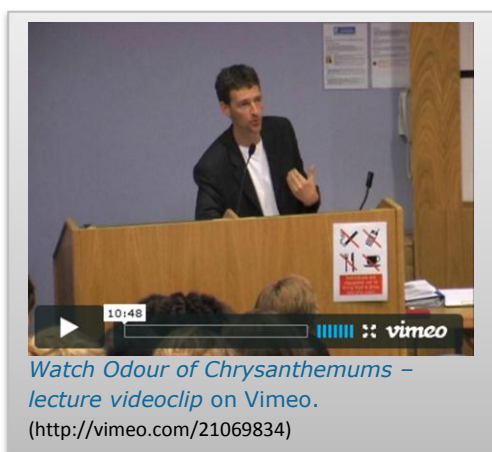 10:48
vimeo
Watch Odour of Chrysanthemums –
lecture videoclip on Vimeo.
(http://vimeo.com/21069834)